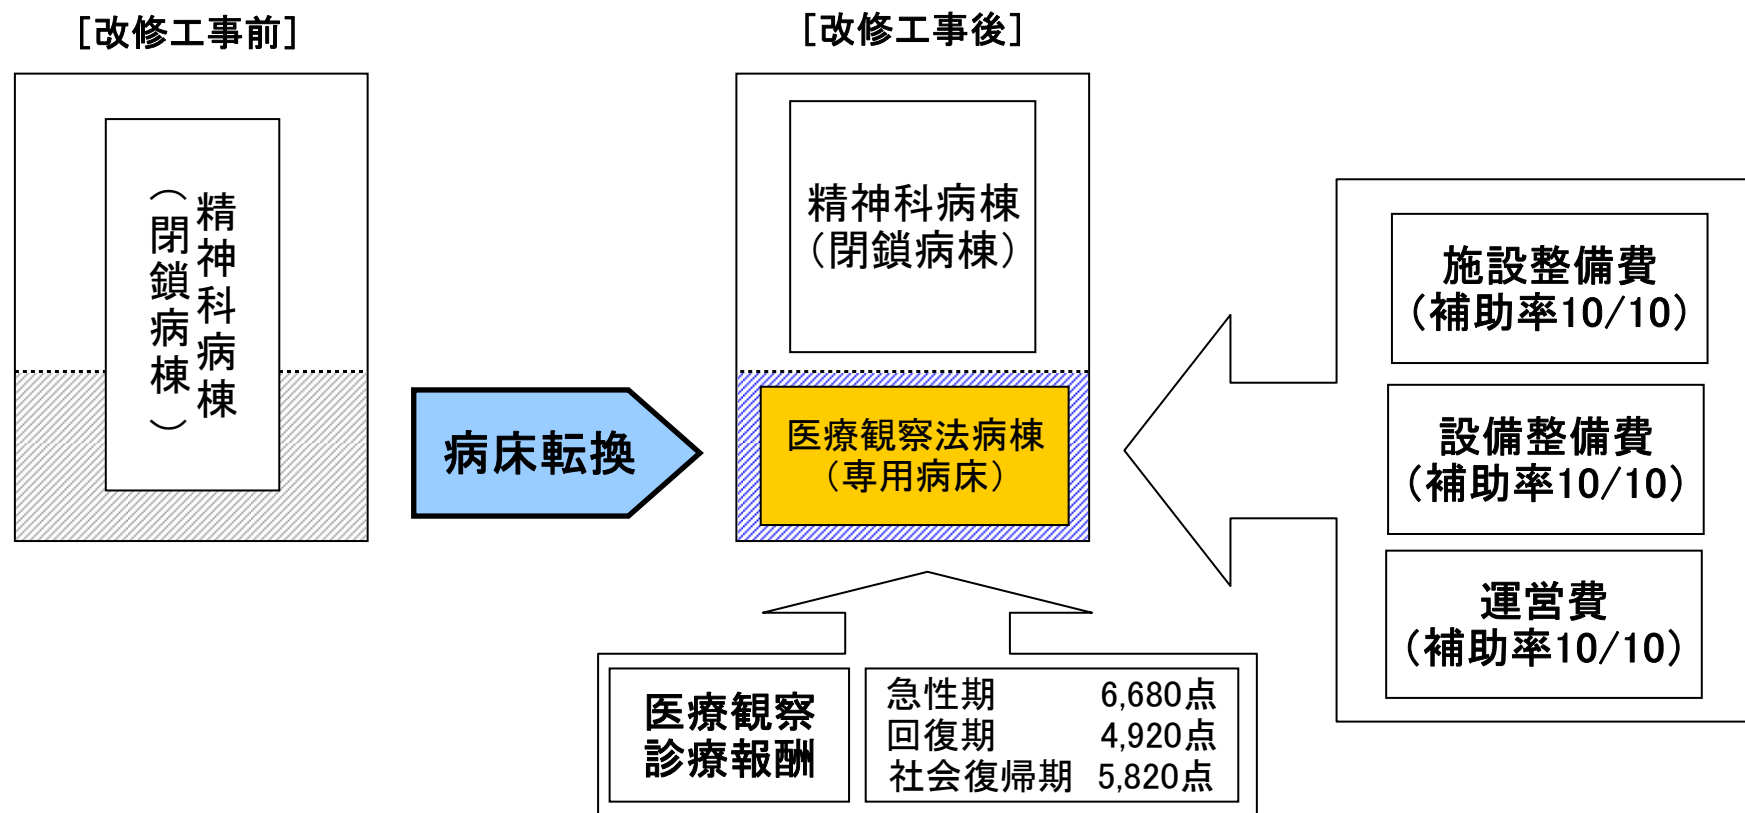 ［改修工事前］
精神科病棟
（閉鎖病棟）
病床転換
［改修工事後］
精神科病棟
（閉鎖病棟）
医療観察法病棟
（専用病床）
施設整備費
（補助率10/10）
設備整備費
（補助率10/10）
運営費
（補助率10/10）
医療観察
診療報酬
急性期 6,680点
回復期 4,920点
社会復帰期 5,820点